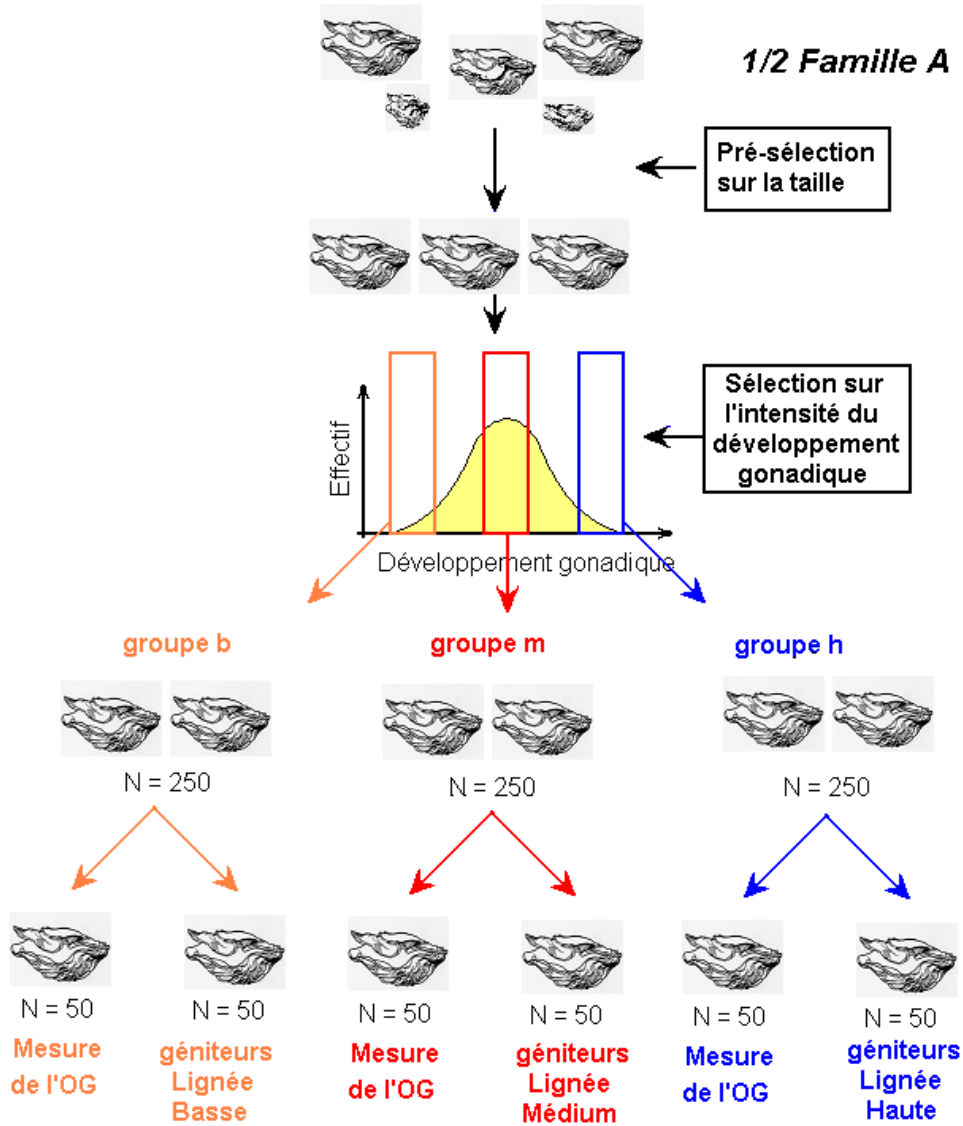 1/2 Famille A
Pré-sélection
sur la taille
Sélection sur
l'intensité du
développement
gonadique
Effectif
Développement gonadique
groupe b
groupe m
groupe h
N = 250
N = 250
N = 250
N = 50
N = 50
N = 50
N = 50
N = 50
N = 50
Mesure
de l'OG
géniteurs
Lignée
Basse
Mesure
de l'OG
géniteurs
Lignée
Médium
Mesure
de l'OG
géniteurs
Lignée
Haute